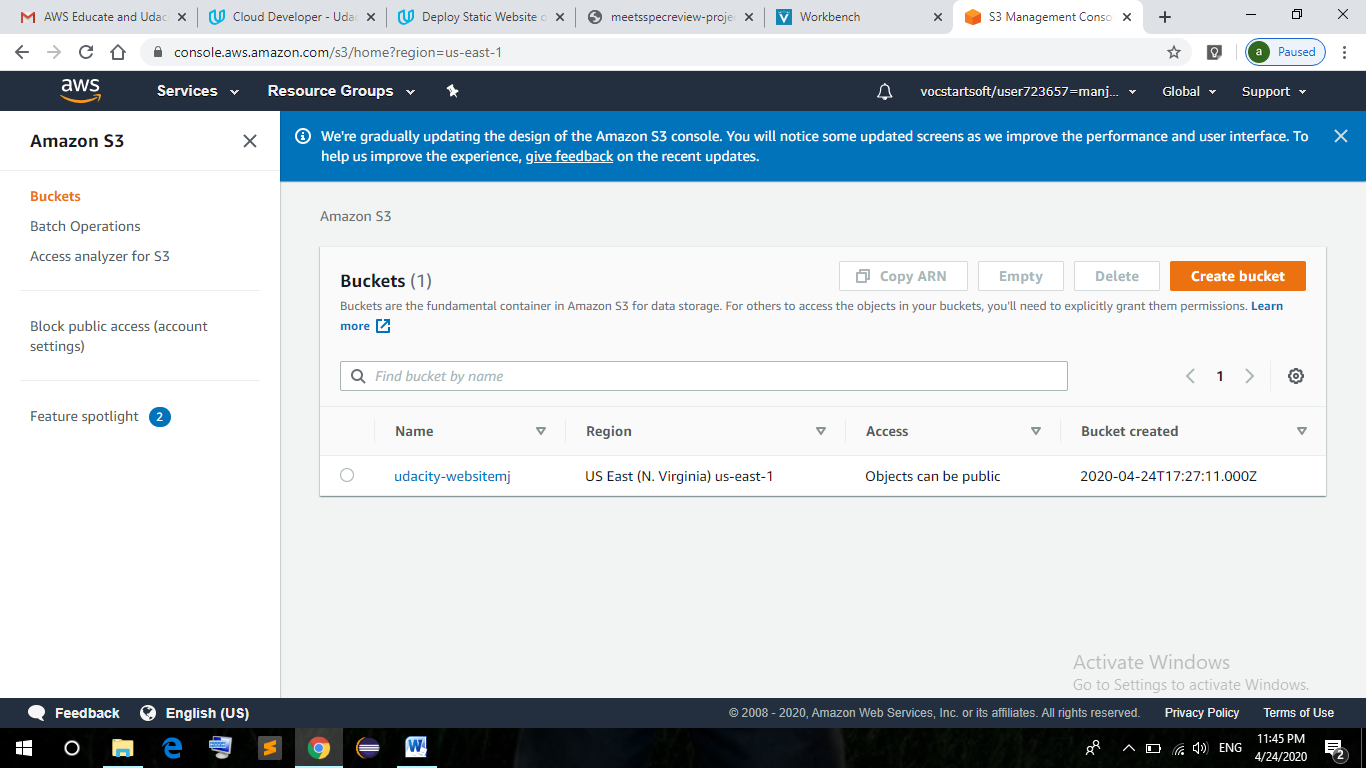 AWS Educate and Udac
Cloud Developer - Udac
Deploy Static Website o
meetsspecreview-proje
Workbench
S3 Management Conso
console.aws.amazon.com/s3/home?region=us-east-1
a Paused
aws
Services
Resource Groups
vocstartsoft/user723657=manj...
Global
Support
Amazon S3
Buckets
Batch Operations
Access analyzer for S3
Block public access (account
settings)
Feature spotlight 2
We're gradually updating the design of the Amazon S3 console. You will notice some updated screens as we improve the performance and user interface. To
help us improve the experience, give feedback on the recent updates.
Amazon S3
Buckets (1)
Copy ARN
Empty
Delete
Create bucket
Buckets are the fundamental container in Amazon S3 for data storage. For others to access the objects in your buckets, you'll need to explicitly grant them permissions. Learn
more
Find bucket by name
1
Name Region Access Bucket created
udacity-websitemj US East (N. Virginia) us-east-1 Objects can be public 2020-04-24T17:27:11.000Z
Activate Windows
Go to Settings to activate Windows.
Feedback
English (US)
© 2008 - 2020, Amazon Web Services, Inc. or its affiliates. All rights reserved.
Privacy Policy
Terms of Use
ENG
11:45 PM
4/24/2020
2